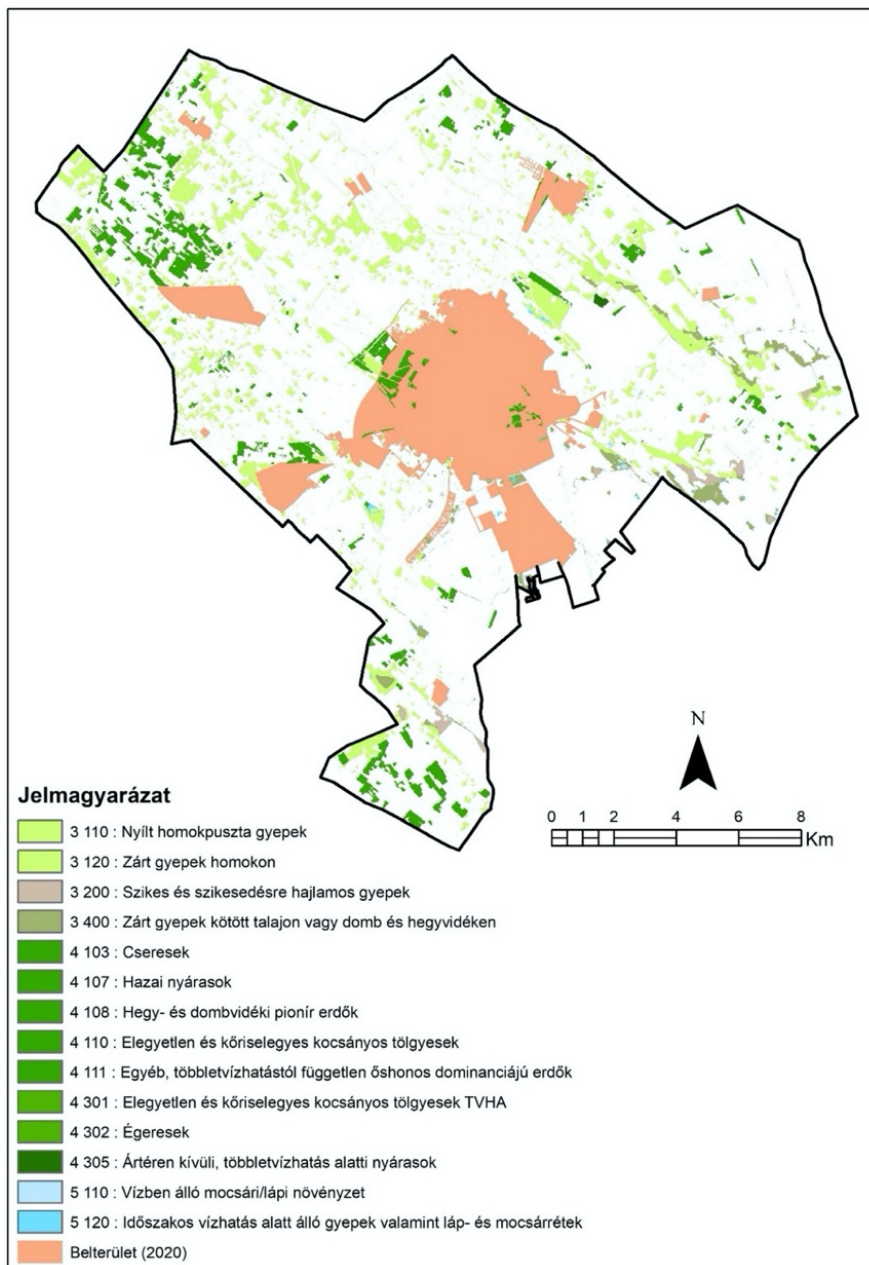 N
0 1 2 4 6 8
Km
Jelmagyarázat
3 110 : Nyílt homokpuszta gyepek
3 120 : Zárt gyepek homokon
3 200 : Szikes és szikesedésre hajlamos gyepek
3 400 : Zárt gyepek kötött talajon vagy domb és hegyvidéken
4 103 : Cseresek
4 107 : Hazai nyárasok
4 108 : Hegy- és dombvidéki pionír erdők
4 110 : Elegyetlen és kőriselegyes kocsányos tölgyesek
4 111 : Egyéb, többletvízhatástól független őshonos dominanciájú erdők
4 301 : Elegyetlen és kőriselegyes kocsányos tölgyesek TVHA
4 302 : Égeresek
4 305 : Ártéren kívüli, többletvízhatás alatti nyárasok
5 110 : Vízben álló mocsári/lápi növényzet
5 120 : Időszakos vízhatás alatt álló gyepek valamint láp- és mocsárrétek
Belterület (2020)